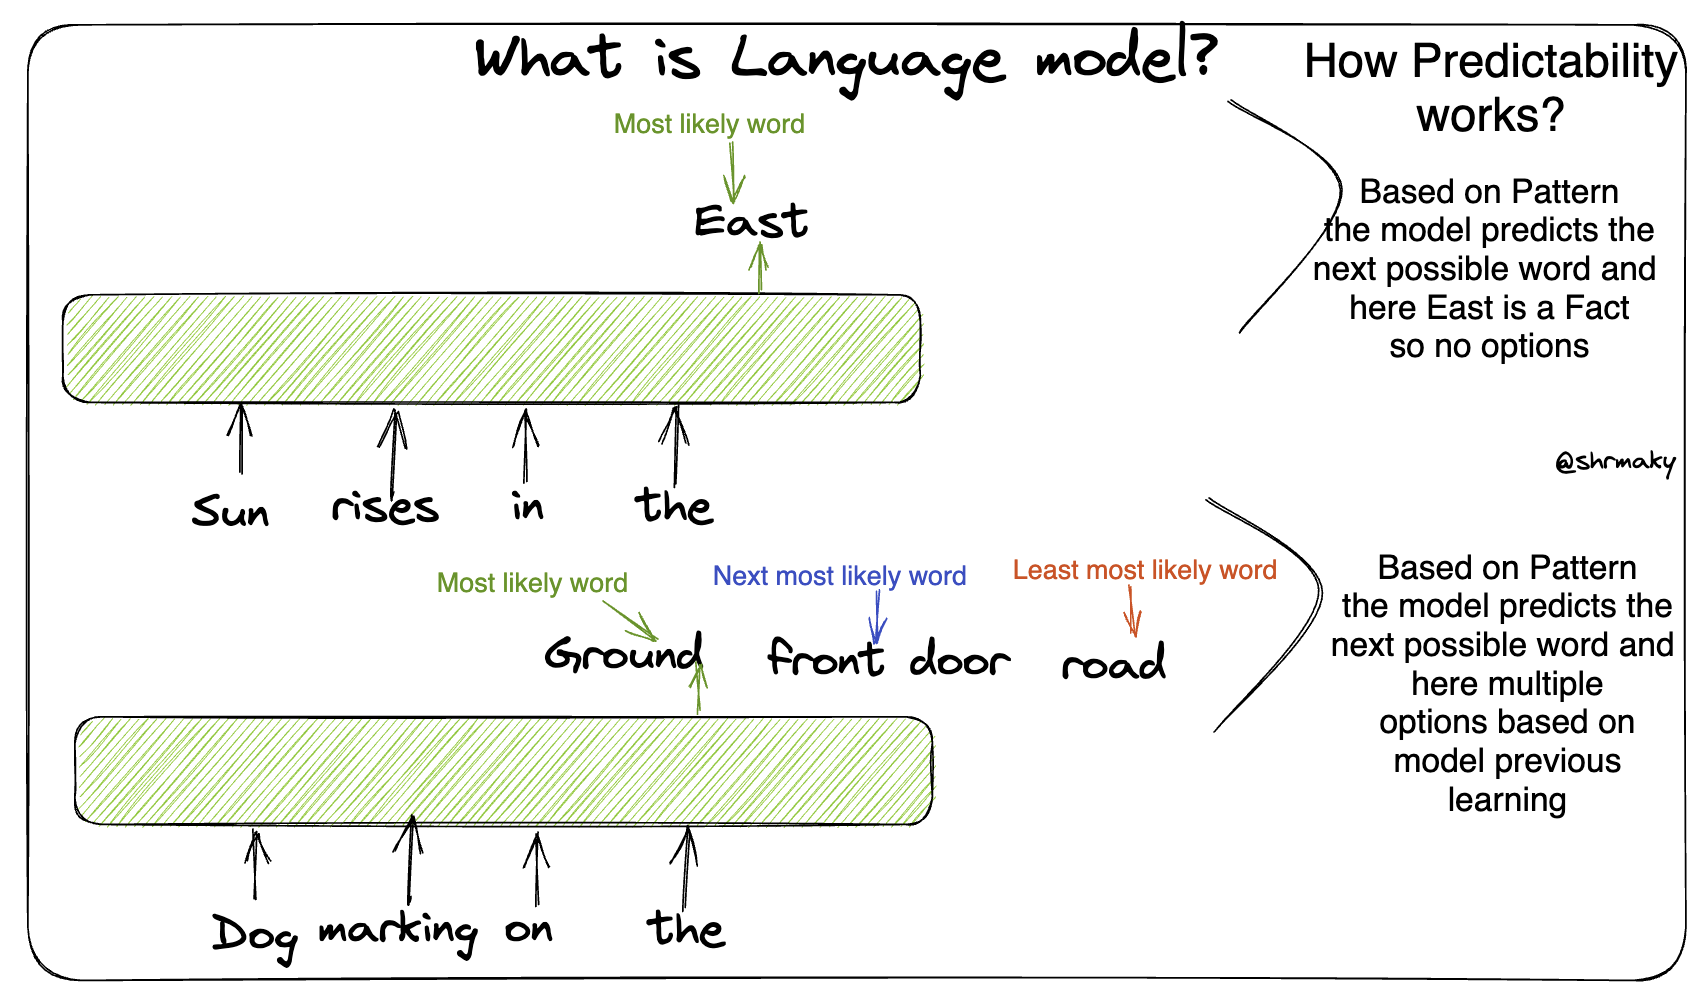 What is Language model?
How Predictability
works?
Most likely word
East
Based on Pattern
the model predicts the
next possible word and
here East is a Fact
so no options
Sun rises in the
@shrmaky
Most likely word Next most likely word Least most likely word
Ground front door road
Based on Pattern
the model predicts the
next possible word and
here multiple
options based on
model previous
learning
Dog marking on the